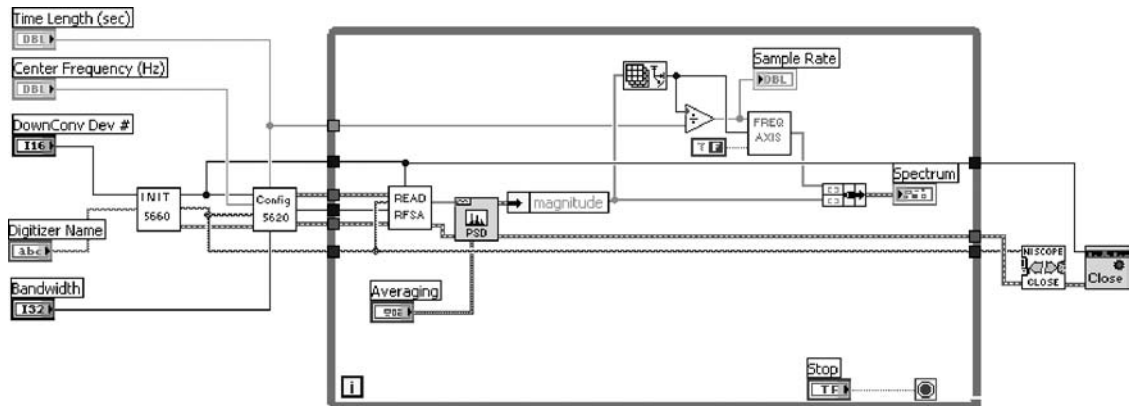 Time Length (sec)
DBL
Center Frequency (Hz)
DBL
DownConv Dev #
I16
INIT
5660
Config
5620
Digitizer Name
abc
Bandwidth
I32
READ
RFSA
PSD
magnitude
Averaging
Sample Rate
DBL
FREQ
AXIS
T F
Spectrum
NISCOPE
CLOSE
Close
Stop
TF
i